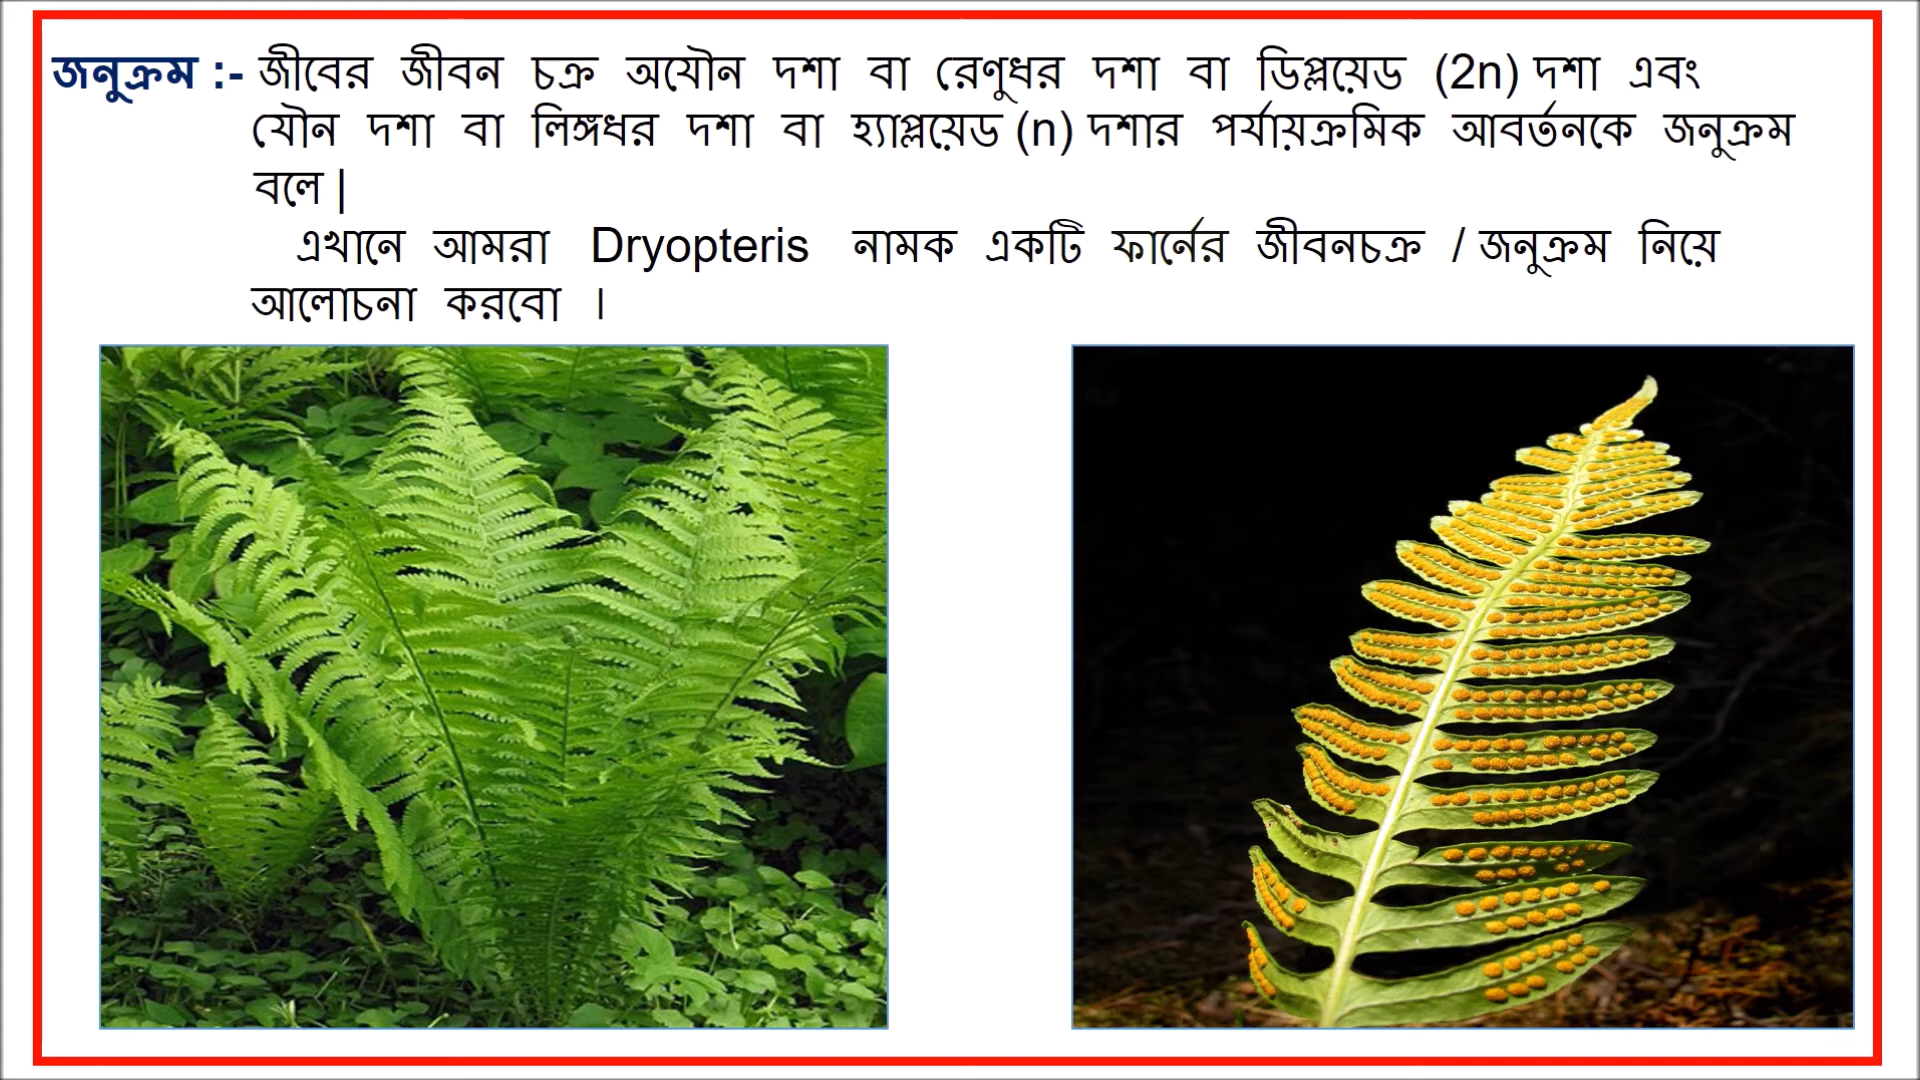 জনুক্রম :- জীবের জীবন চক্র অযৌন দশা বা রেণুধর দশা বা ডিপ্লয়েড (2n) দশা এবং
যৌন দশা বা লিঙ্গধর দশা বা হ্যাপ্লয়েড (n) দশার পর্যায়ক্রমিক আবর্তনকে জনুক্রম
বলে |
এখানে আমরা Dryopteris নামক একটি ফার্নের জীবনচক্র / জনুক্রম নিয়ে
আলোচনা করবো ।